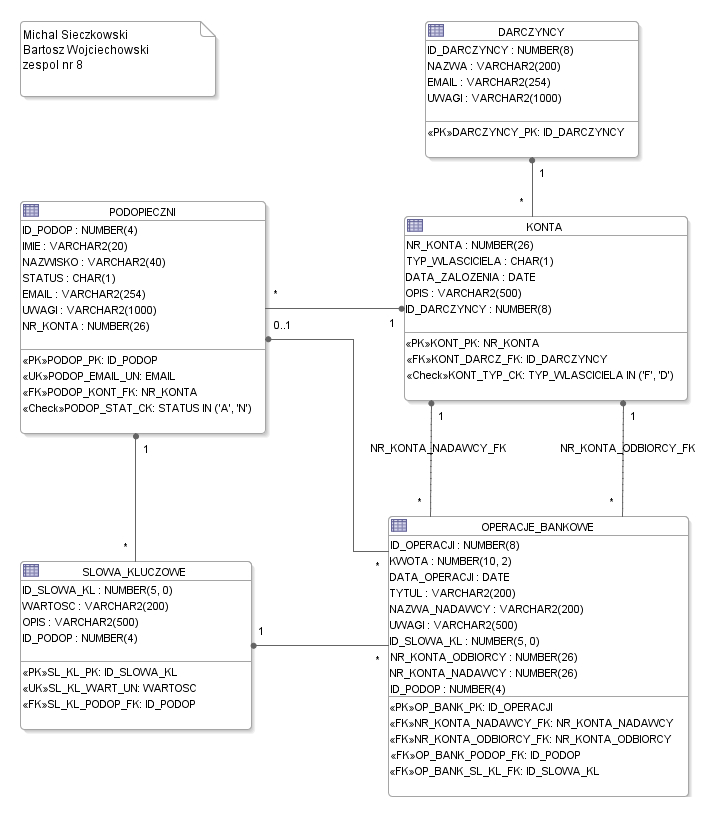 Michal Sieczkowski
Bartosz Wojciechowski
zespol nr 8
DARCZYNCY
ID_DARCZYNCY : NUMBER(8)
NAZWA : VARCHAR2(200)
EMAIL : VARCHAR2(254)
UWAGI : VARCHAR2(1000)
«PK»DARCZYNCY_PK: ID_DARCZYNCY
1
*
PODOPIECZNI
ID_PODOP : NUMBER(4)
IMIE : VARCHAR2(20)
NAZWISKO : VARCHAR2(40)
STATUS : CHAR(1)
EMAIL : VARCHAR2(254)
UWAGI : VARCHAR2(1000)
NR_KONTA : NUMBER(26)
«PK»PODOP_PK: ID_PODOP
«UK»PODOP_EMAIL_UN: EMAIL
«FK»PODOP_KONT_FK: NR_KONTA
«Check»PODOP_STAT_CK: STATUS IN ('A', 'N')
*
1
0..1
KONTA
NR_KONTA : NUMBER(26)
TYP_WLASCICIELA : CHAR(1)
DATA_ZALOZENIA : DATE
OPIS : VARCHAR2(500)
ID_DARCZYNCY : NUMBER(8)
«PK»KONT_PK: NR_KONTA
«FK»KONT_DARCZ_FK: ID_DARCZYNCY
«Check»KONT_TYP_CK: TYP_WLASCICIELA IN ('F', 'D')
1
1
NR_KONTA_NADAWCY_FK
NR_KONTA_ODBIORCY_FK
*
*
1
*
SLOWA_KLUCZOWE
ID_SLOWA_KL : NUMBER(5, 0)
WARTOSC : VARCHAR2(200)
OPIS : VARCHAR2(500)
ID_PODOP : NUMBER(4)
«PK»SL_KL_PK: ID_SLOWA_KL
«UK»SL_KL_WART_UN: WARTOSC
«FK»SL_KL_PODOP_FK: ID_PODOP
*
1
*
OPERACJE_BANKOWE
ID_OPERACJI : NUMBER(8)
KWOTA : NUMBER(10, 2)
DATA_OPERACJI : DATE
TYTUL : VARCHAR2(200)
NAZWA_NADAWCY : VARCHAR2(200)
UWAGI : VARCHAR2(500)
ID_SLOWA_KL : NUMBER(5, 0)
NR_KONTA_ODBIORCY : NUMBER(26)
NR_KONTA_NADAWCY : NUMBER(26)
ID_PODOP : NUMBER(4)
«PK»OP_BANK_PK: ID_OPERACJI
«FK»NR_KONTA_NADAWCY_FK: NR_KONTA_NADAWCY
«FK»NR_KONTA_ODBIORCY_FK: NR_KONTA_ODBIORCY
«FK»OP_BANK_PODOP_FK: ID_PODOP
«FK»OP_BANK_SL_KL_FK: ID_SLOWA_KL